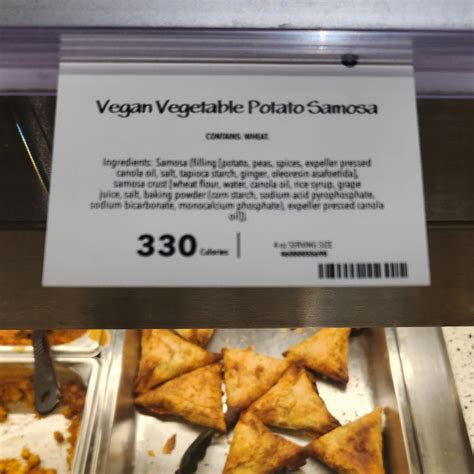 Vegan Vegetable Potato Samosa
CONTAINS: WHEAT.
Ingredients: Samosa (filling [potato, peas, spices, expeller pressed
canola oil, salt, tapioca starch, ginger, oleoresin asafoetida],
samosa crust [wheat flour, water, canola oil, rice syrup, grape
juice, salt, baking powder (corn starch, sodium acid pyrophosphate,
sodium bicarbonate, monocalcium phosphate), expeller pressed canola
oil]).
330 Calories | 4 oz SERVING SIZE